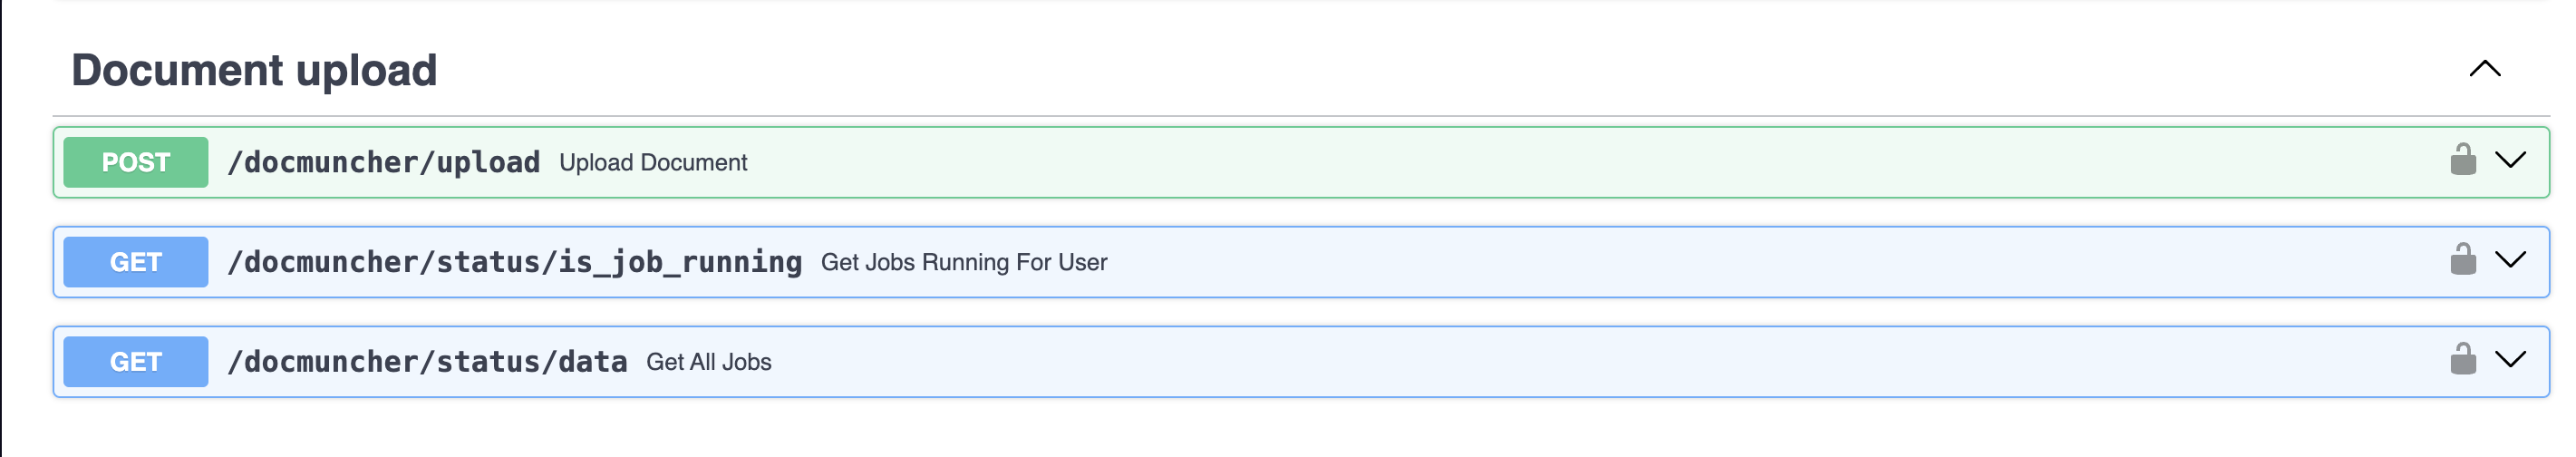 Document upload
POST /docmuncher/upload Upload Document
GET /docmuncher/status/is_job_running Get Jobs Running For User
GET /docmuncher/status/data Get All Jobs